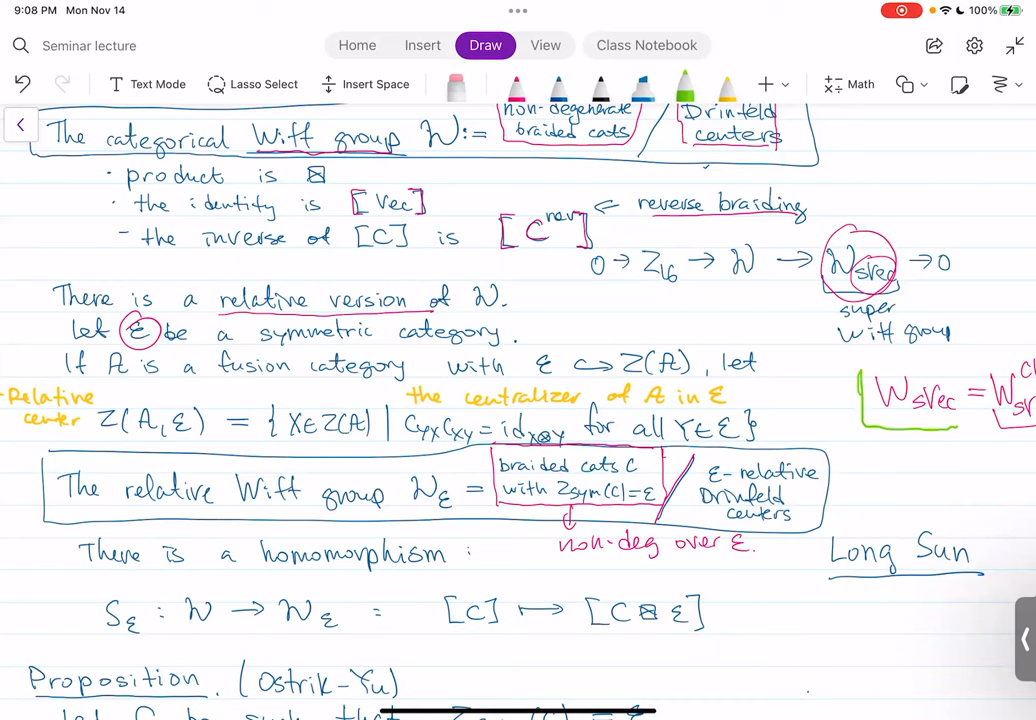 9:08 PM Mon Nov 14
100%
Seminar lecture
Home Insert Draw View Class Notebook
Text Mode Lasso Select Insert Space Math
The categorical Witt group W := non-degenerate braided cats / Drinfeld centers
· product is ⊠
· the identity is [Vec]
← reverse braiding
- the inverse of [C] is [C^rev]
0 → Z_16 → W → W_sVec → 0
super
Witt group
There is a relative version of W.
Let ε be a symmetric category.
If A is a fusion category with ε ↪ Z(A), let
Relative center
the centralizer of A in ε
Z(A, ε) = { X∈Z(A) | C_YX C_XY = id_X⊗Y for all Y∈ε }
W_sVec =
The relative Witt group W_ε = braided cats C with Zsym(C)=ε / ε-relative Drinfeld centers
non-deg over ε.
There is a homomorphism :
Long Sun
S_ε : W → W_ε : [C] ↦ [C ⊠ ε]
Proposition. (Ostrik-Yu)